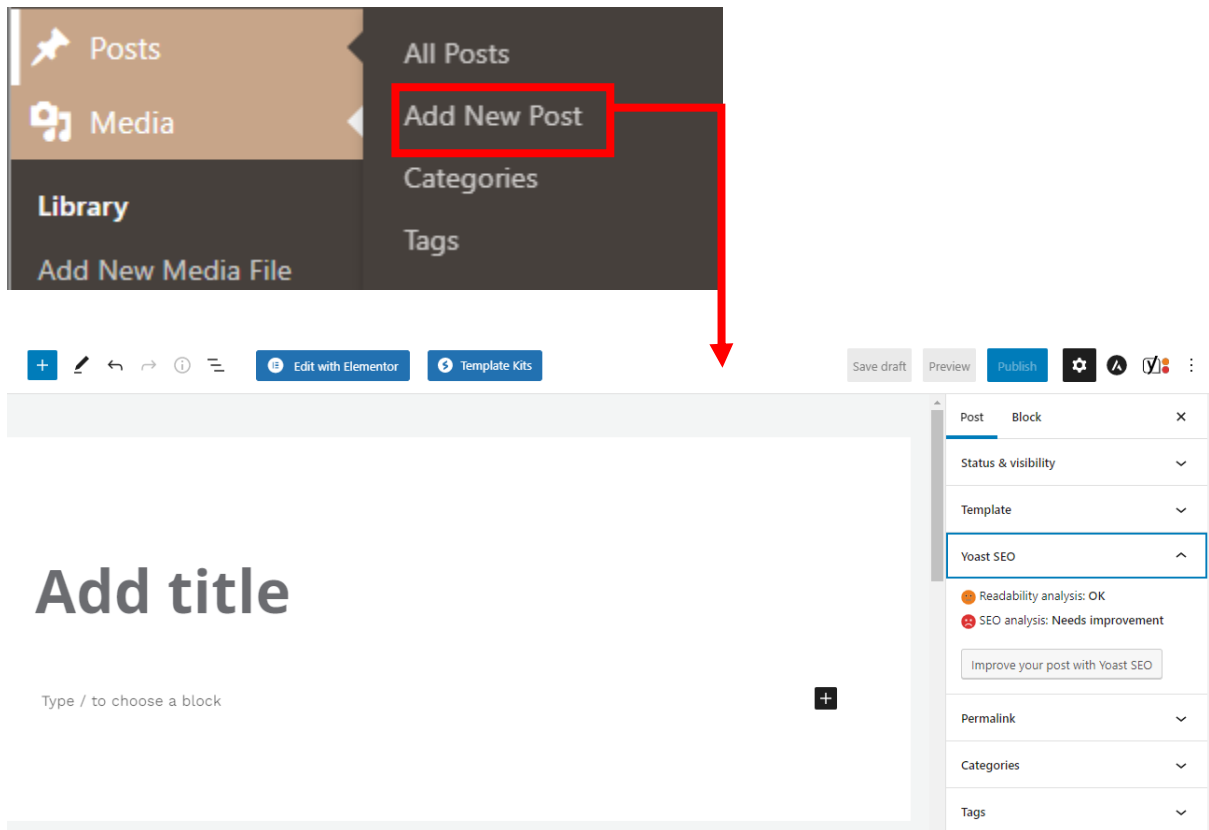 Posts
Media
Library
Add New Media File
All Posts
Add New Post
Categories
Tags
Edit with Elementor
Template Kits
Save draft
Preview
Publish
Post
Block
Status & visibility
Template
Yoast SEO
Readability analysis: OK
SEO analysis: Needs improvement
Improve your post with Yoast SEO
Permalink
Categories
Tags
Add title
Type / to choose a block